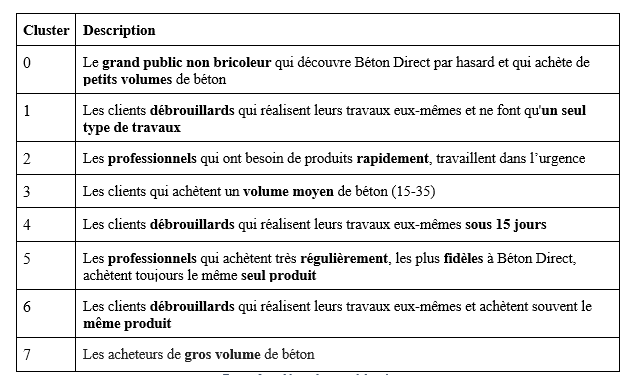 Cluster Description
0 Le grand public non bricoleur qui découvre Béton Direct par hasard et qui achète de
petits volumes de béton
1 Les clients débrouillards qui réalisent leurs travaux eux-mêmes et ne font qu'un seul
type de travaux
2 Les professionnels qui ont besoin de produits rapidement, travaillent dans l’urgence
3 Les clients qui achètent un volume moyen de béton (15-35)
4 Les clients débrouillards qui réalisent leurs travaux eux-mêmes sous 15 jours
5 Les professionnels qui achètent très régulièrement, les plus fidèles à Béton Direct,
achètent toujours le même seul produit
6 Les clients débrouillards qui réalisent leurs travaux eux-mêmes et achètent souvent le
même produit
7 Les acheteurs de gros volume de béton